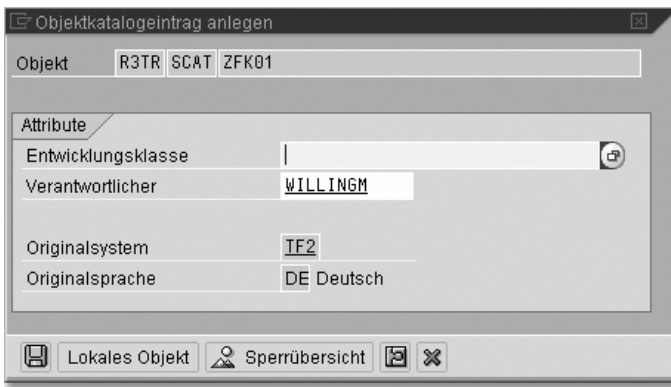 Objektkatalogeintrag anlegen
Objekt R3TR SCAT ZFK01
Attribute
Entwicklungsklasse
Verantwortlicher WILLINGM
Originalsystem TF2
Originalsprache DE Deutsch
Lokales Objekt Sperrübersicht